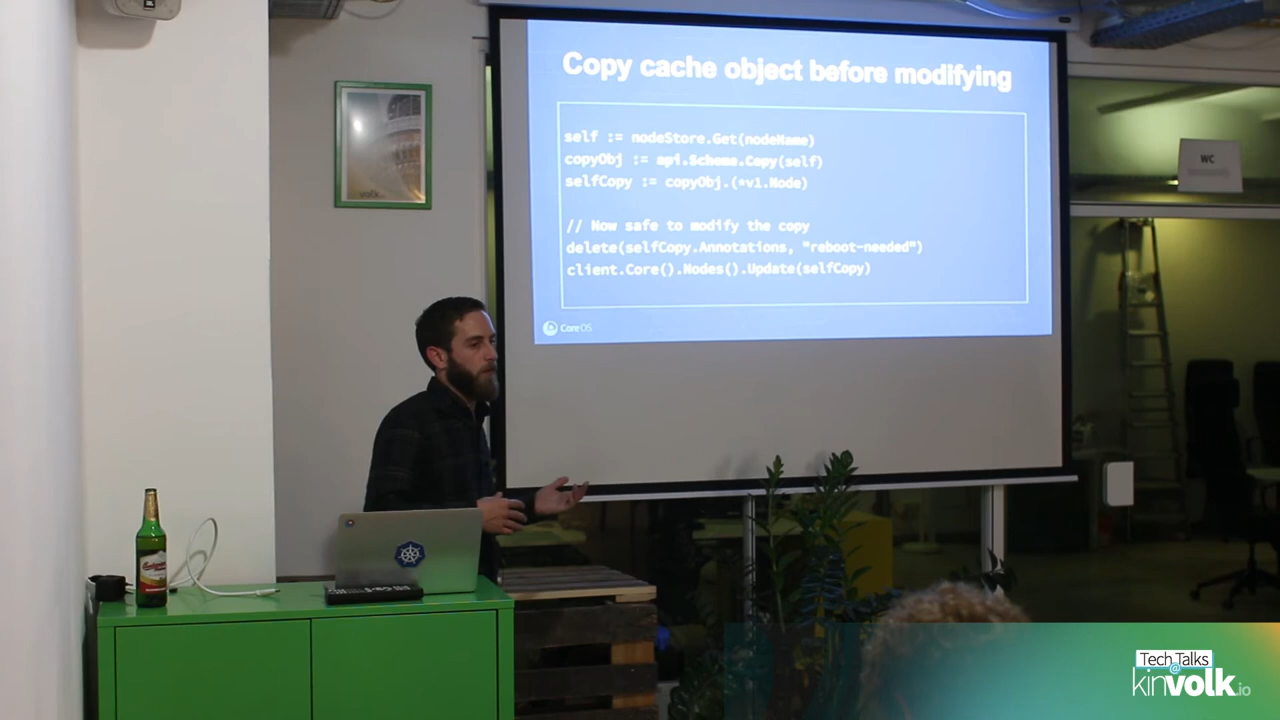 Copy cache object before modifying
self := nodeStore.Get(nodeName)
copyObj := api.Scheme.Copy(self)
selfCopy := copyObj.(*v1.Node)
// Now safe to modify the copy
delete(selfCopy.Annotations, "reboot-needed")
client.Core().Nodes().Update(selfCopy)
CoreOS
WC
volk
JBL
Tech Talks
@
kinvolk.io